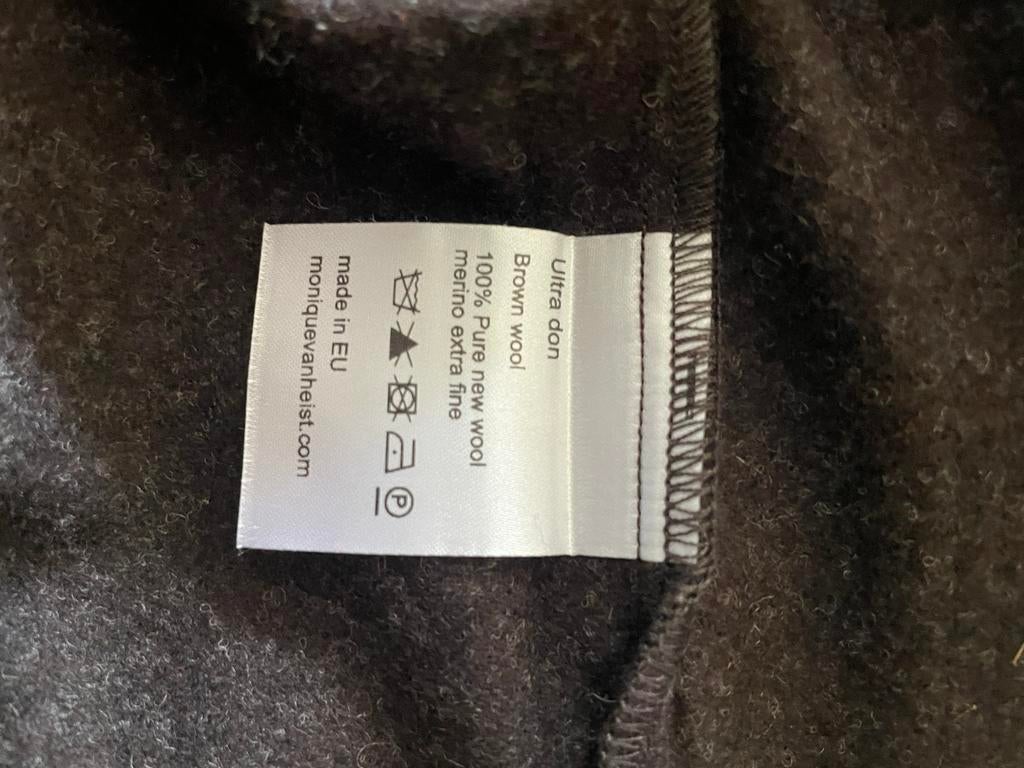 Ultra don
Brown wool
100% Pure new wool
merino extra fine
P
made in EU
moniquevanheist.com